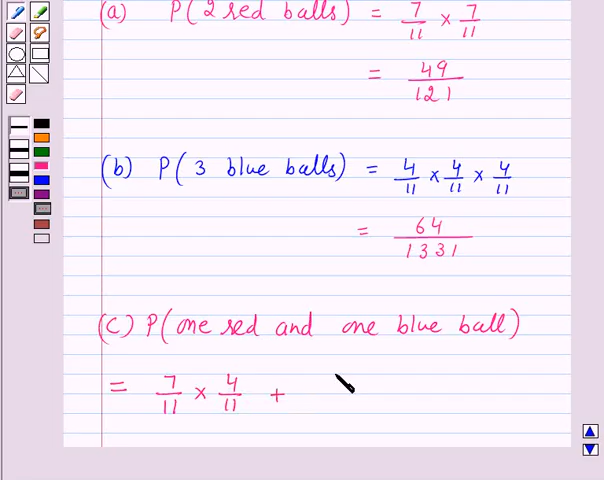 (a) P(2 red balls) = 7/11 × 7/11
= 49/121
(b) P(3 blue balls) = 4/11 × 4/11 × 4/11
= 64/1331
(c) P(one red and one blue ball)
= 7/11 × 4/11 +